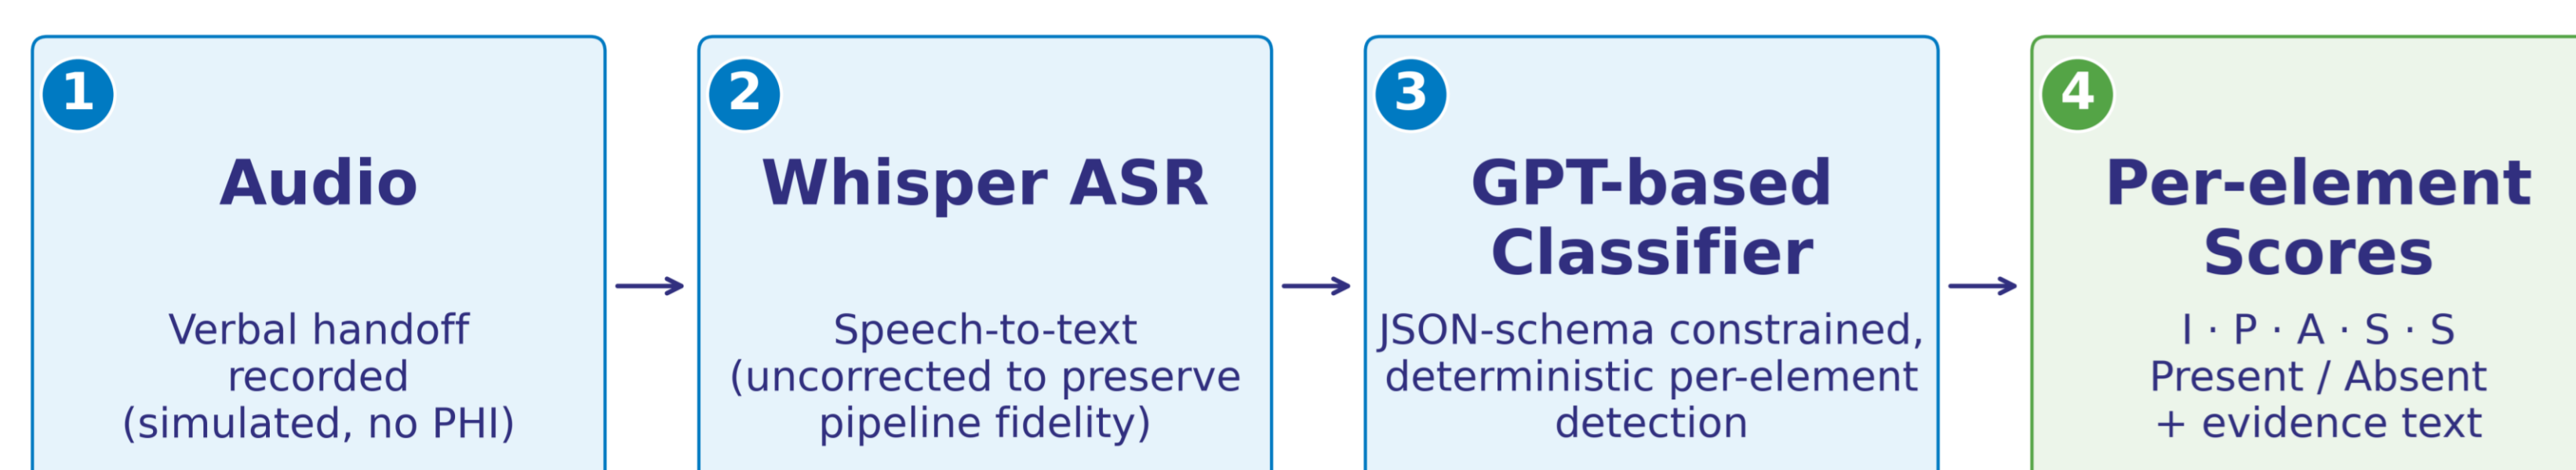 1
Audio
Verbal handoff
recorded
(simulated, no PHI)
2
Whisper ASR
Speech-to-text
(uncorrected to preserve
pipeline fidelity)
3
GPT-based
Classifier
JSON-schema constrained,
deterministic per-element
detection
4
Per-element
Scores
I · P · A · S · S
Present / Absent
+ evidence text